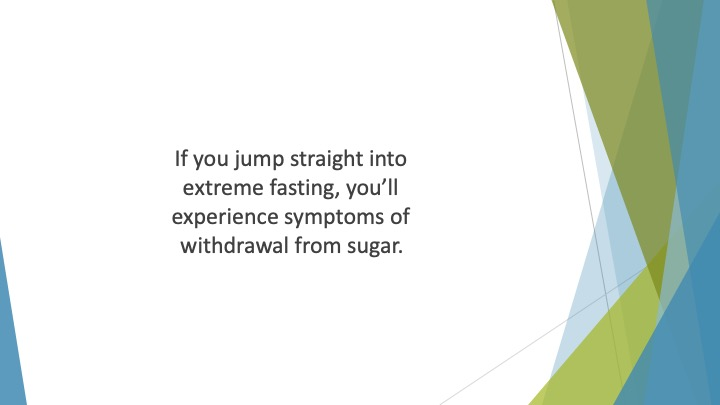 If you jump straight into
extreme fasting, you’ll
experience symptoms of
withdrawal from sugar.